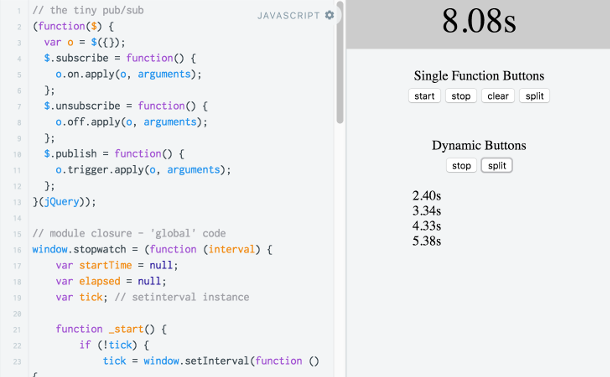 JAVASCRIPT
1 // the tiny pub/sub
2 (function($) {
3 var o = $({});
4 $.subscribe = function() {
5 o.on.apply(o, arguments);
6 };
7 $.unsubscribe = function() {
8 o.off.apply(o, arguments);
9 };
10 $.publish = function() {
11 o.trigger.apply(o, arguments);
12 };
13 }(jQuery));
14
15 // module closure - 'global' code
16 window.stopwatch = (function (interval) {
17 var startTime = null;
18 var elapsed = null;
19 var tick; // setinterval instance
20
21 function _start() {
22 if (!tick) {
23 tick = window.setInterval(function ()
{
8.08s
Single Function Buttons
start stop clear split
Dynamic Buttons
stop split
2.40s
3.34s
4.33s
5.38s